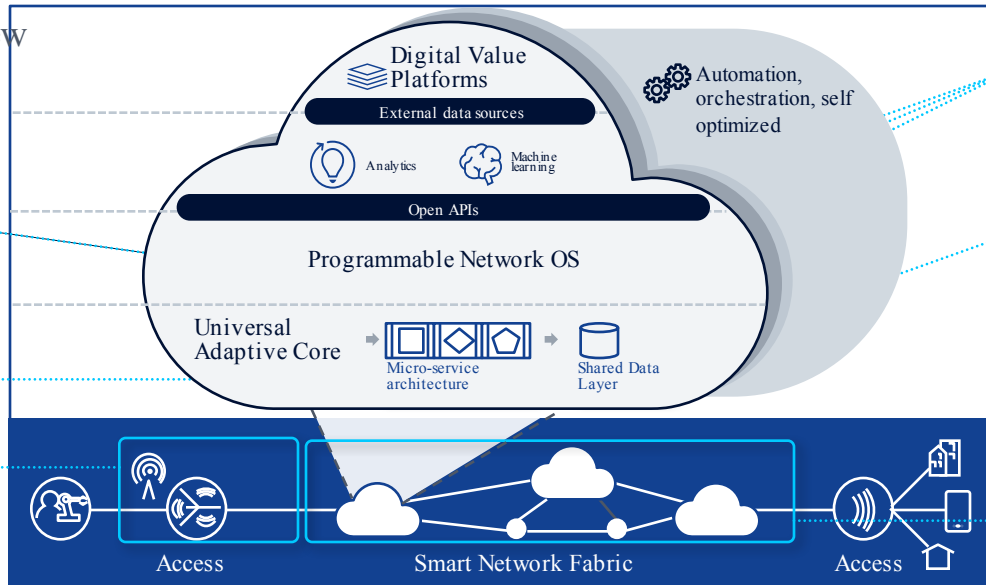 w
Digital Value
Platforms
Automation,
orchestration, self
optimized
External data sources
Analytics
Machine
learning
Open APIs
Programmable Network OS
Universal
Adaptive Core
Micro-service
architecture
Shared Data
Layer
Access
Smart Network Fabric
Access